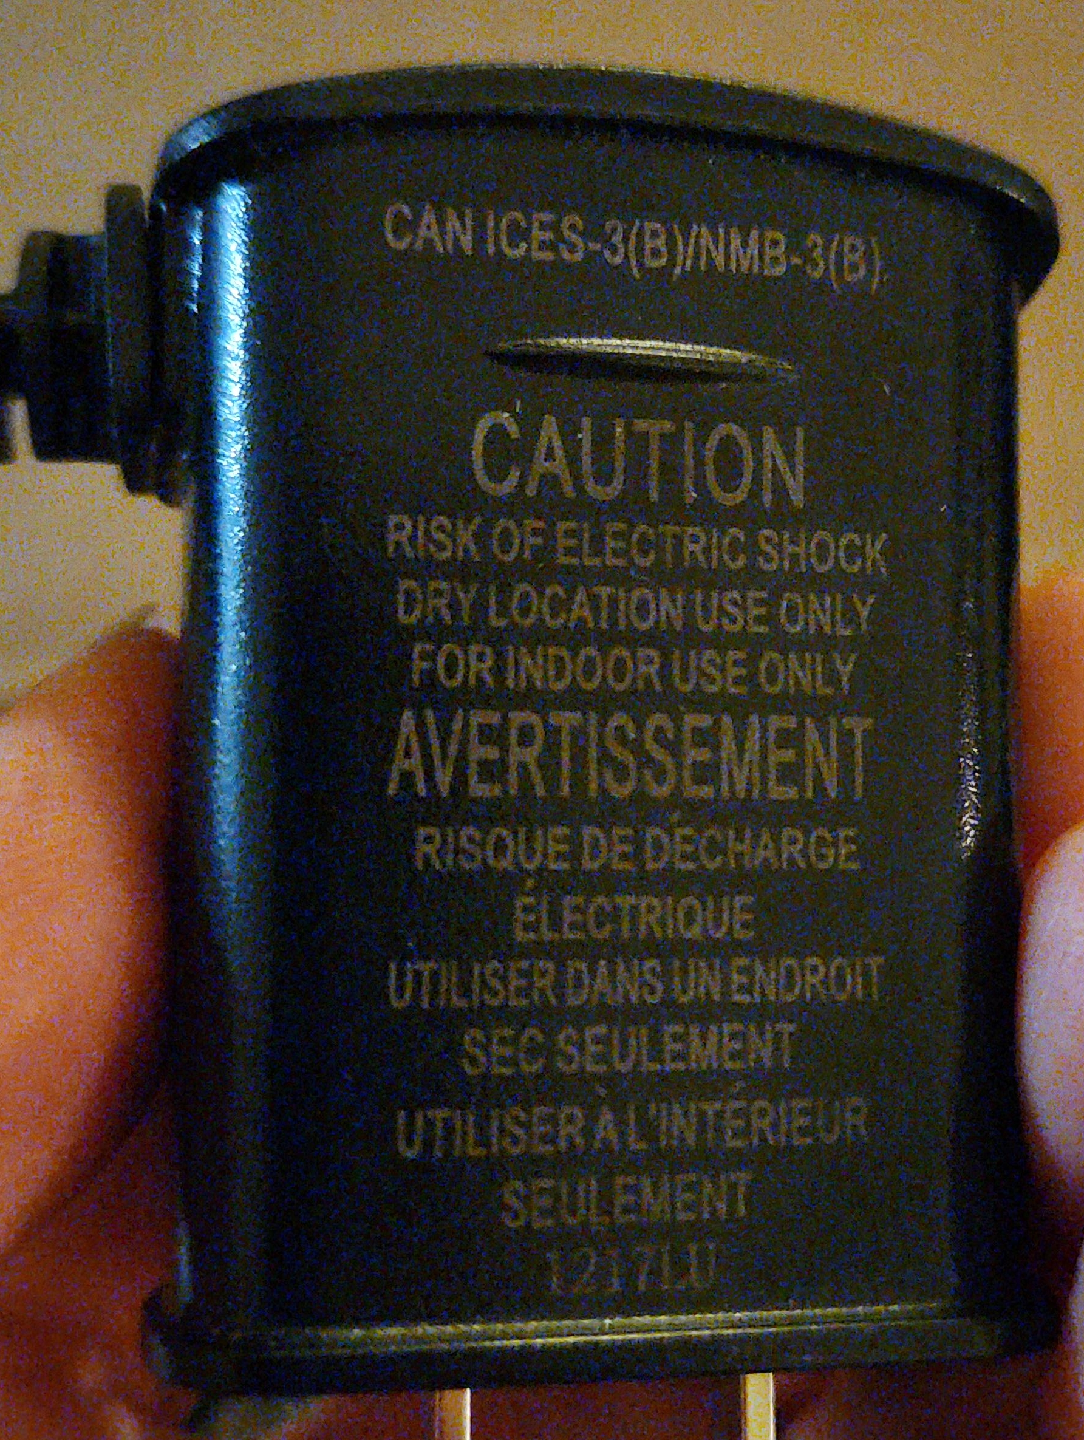 CAN ICES-3(B)/NMB-3(B)
CAUTION
RISK OF ELECTRIC SHOCK
DRY LOCATION USE ONLY
FOR INDOOR USE ONLY
AVERTISSEMENT
RISQUE DE DÉCHARGE
ÉLECTRIQUE
UTILISER DANS UN ENDROIT
SEC SEULEMENT
UTILISER À L'INTÉRIEUR
SEULEMENT
1217LU